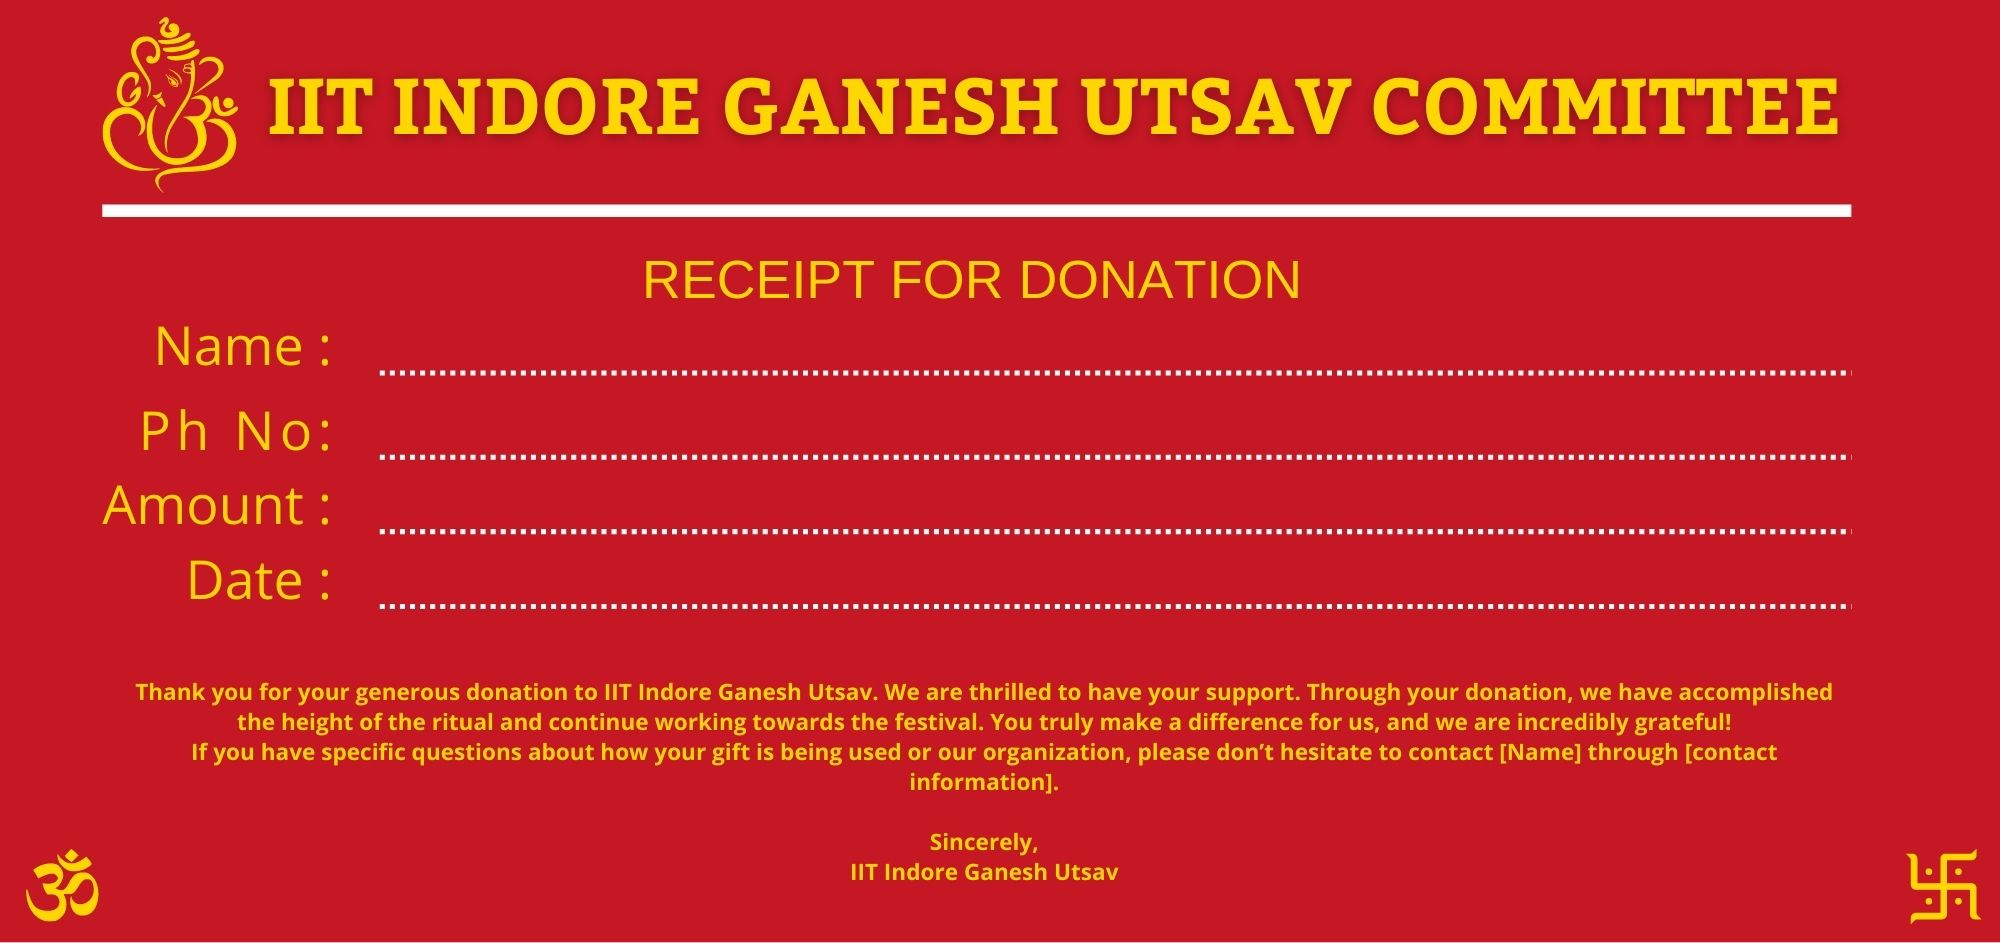 IIT INDORE GANESH UTSAV COMMITTEE
RECEIPT FOR DONATION
Name :
Ph No:
Amount :
Date :
Thank you for your generous donation to IIT Indore Ganesh Utsav. We are thrilled to have your support. Through your donation, we have accomplished
the height of the ritual and continue working towards the festival. You truly make a difference for us, and we are incredibly grateful!
If you have specific questions about how your gift is being used or our organization, please don’t hesitate to contact [Name] through [contact
information].
Sincerely,
IIT Indore Ganesh Utsav
ॐ